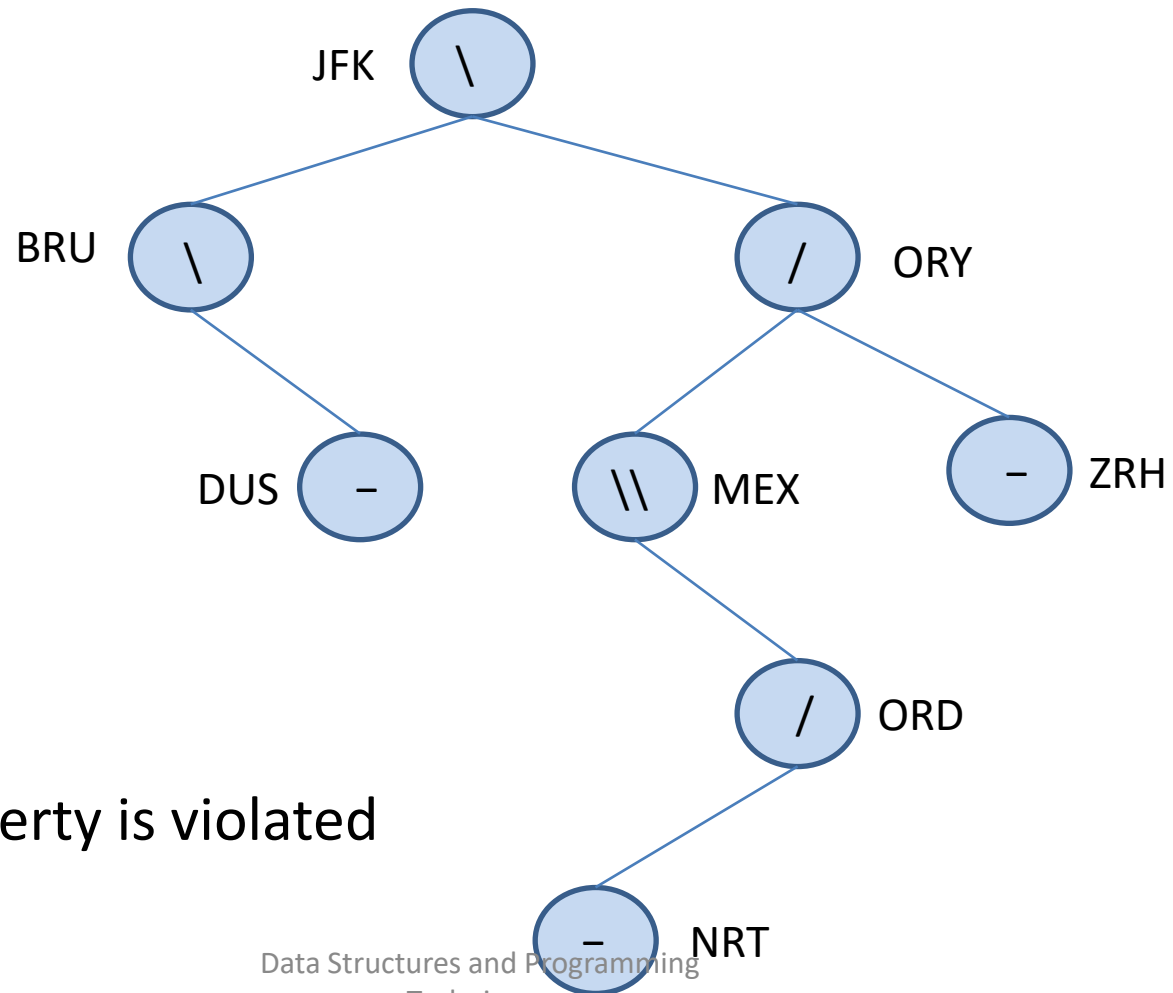 JFK \
BRU \
/ ORY
DUS –
\\ MEX
– ZRH
/ ORD
erty is violated
– NRT
Data Structures and Programming